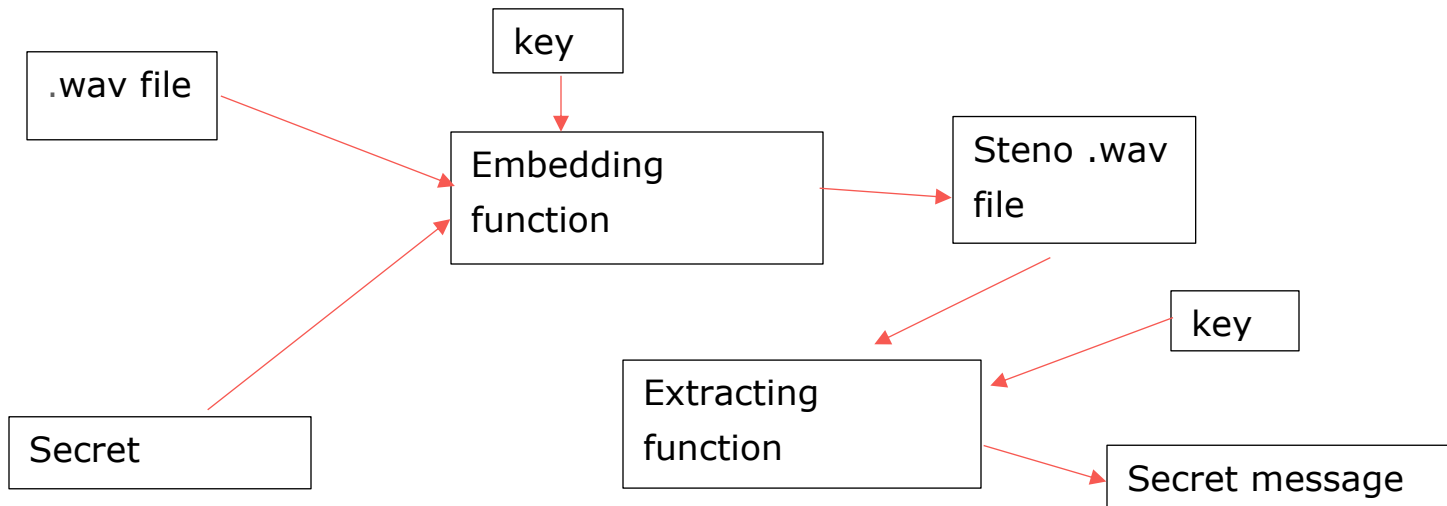 key
.wav file
Embedding
function
Steno .wav
file
key
Extracting
function
Secret
Secret message